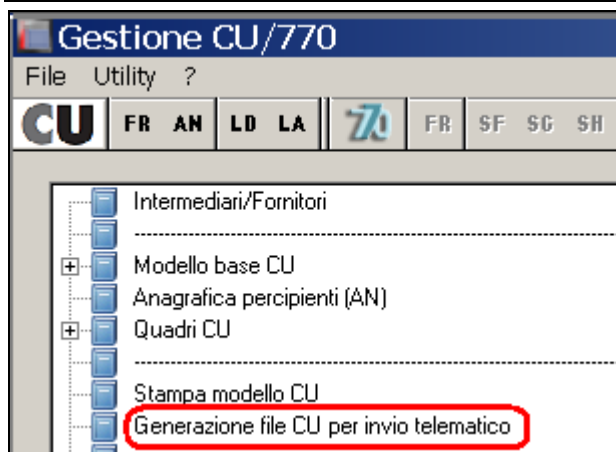 Gestione CU/770
File Utility ?
CU FR AN LD LA 770 FR SF SG SH
Intermediari/Fornitori
Modello base CU
Anagrafica percipienti (AN)
Quadri CU
Stampa modello CU
Generazione file CU per invio telematico